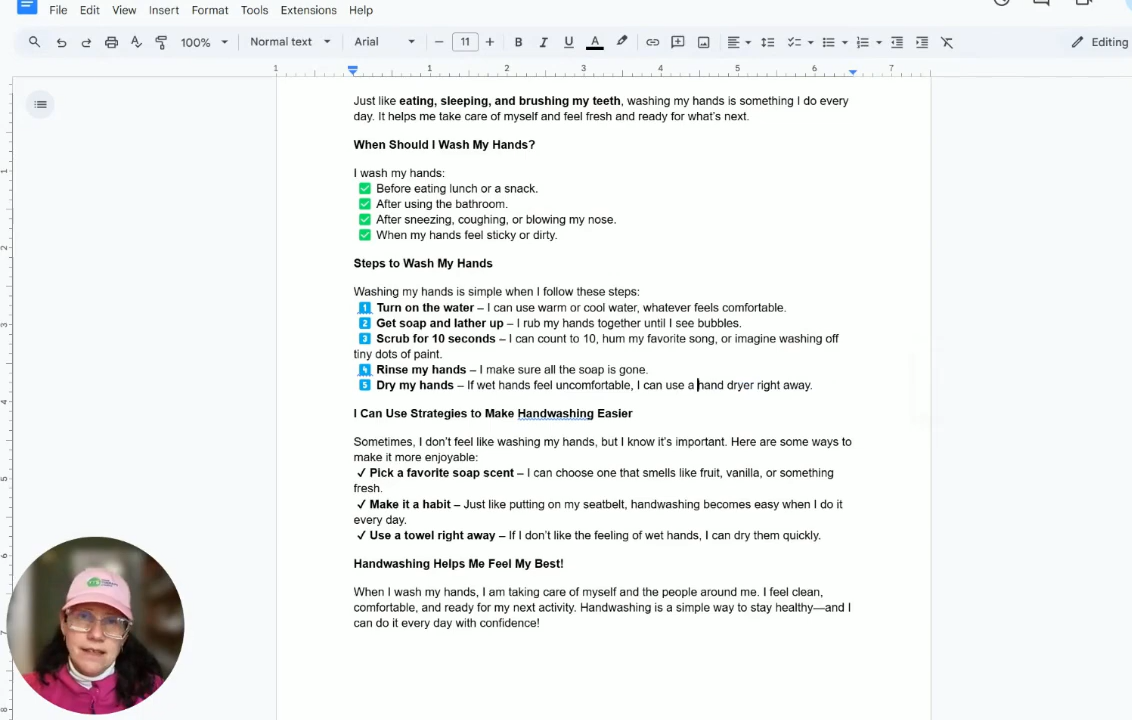 File Edit View Insert Format Tools Extensions Help
100% Normal text Arial 11 B I U A Editing
1 1 2 3 4 5 6 7
Just like eating, sleeping, and brushing my teeth, washing my hands is something I do every
day. It helps me take care of myself and feel fresh and ready for what's next.
When Should I Wash My Hands?
I wash my hands:
✅ Before eating lunch or a snack.
✅ After using the bathroom.
✅ After sneezing, coughing, or blowing my nose.
✅ When my hands feel sticky or dirty.
Steps to Wash My Hands
Washing my hands is simple when I follow these steps:
1 Turn on the water – I can use warm or cool water, whatever feels comfortable.
2 Get soap and lather up – I rub my hands together until I see bubbles.
3 Scrub for 10 seconds – I can count to 10, hum my favorite song, or imagine washing off
tiny dots of paint.
4 Rinse my hands – I make sure all the soap is gone.
5 Dry my hands – If wet hands feel uncomfortable, I can use a hand dryer right away.
I Can Use Strategies to Make Handwashing Easier
Sometimes, I don't feel like washing my hands, but I know it's important. Here are some ways to
make it more enjoyable:
✓ Pick a favorite soap scent – I can choose one that smells like fruit, vanilla, or something
fresh.
✓ Make it a habit – Just like putting on my seatbelt, handwashing becomes easy when I do it
every day.
✓ Use a towel right away – If I don't like the feeling of wet hands, I can dry them quickly.
Handwashing Helps Me Feel My Best!
When I wash my hands, I am taking care of myself and the people around me. I feel clean,
comfortable, and ready for my next activity. Handwashing is a simple way to stay healthy—and I
can do it every day with confidence!